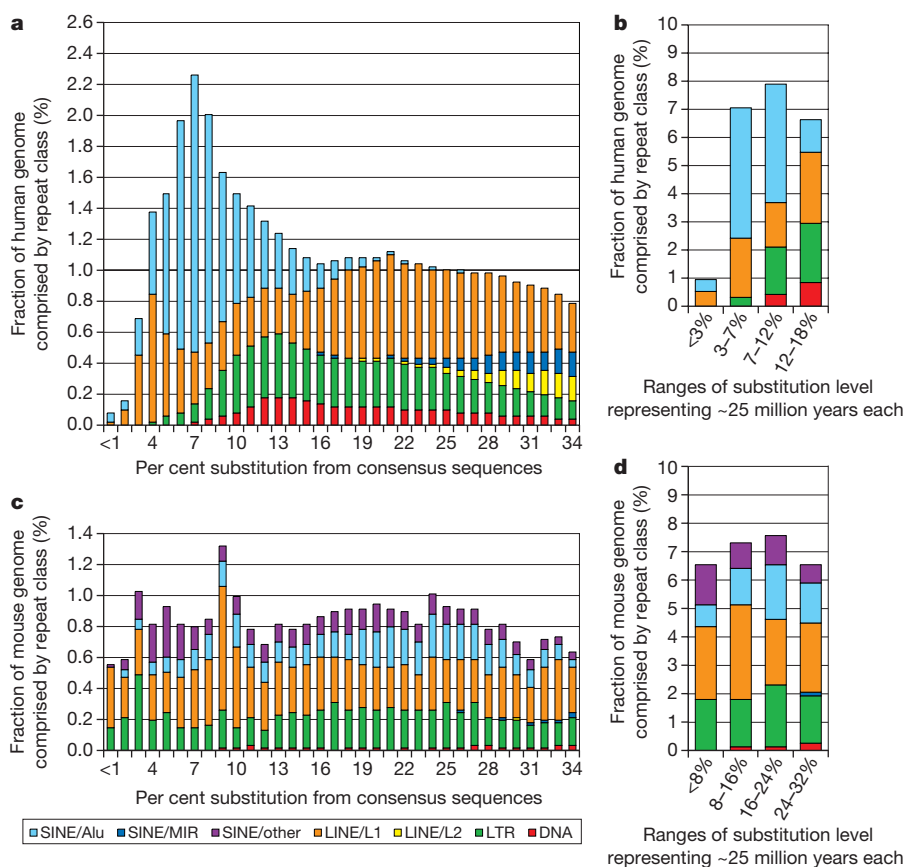 a
Fraction of human genome
comprised by repeat class (%)
2.6
2.4
2.2
2.0
1.8
1.6
1.4
1.2
1.0
0.8
0.6
0.4
0.2
0.0
<1 4 7 10 13 16 19 22 25 28 31 34
Per cent substitution from consensus sequences
b
Fraction of human genome
comprised by repeat class (%)
10
9
8
7
6
5
4
3
2
1
0
<3% 3–7% 7–12% 12–18%
Ranges of substitution level
representing ~25 million years each
c
Fraction of mouse genome
comprised by repeat class (%)
1.4
1.2
1.0
0.8
0.6
0.4
0.2
0.0
<1 4 7 10 13 16 19 22 25 28 31 34
Per cent substitution from consensus sequences
d
Fraction of mouse genome
comprised by repeat class (%)
10
9
8
7
6
5
4
3
2
1
0
<8% 8–16% 16–24% 24–32%
Ranges of substitution level
representing ~25 million years each
SINE/Alu SINE/MIR SINE/other LINE/L1 LINE/L2 LTR DNA